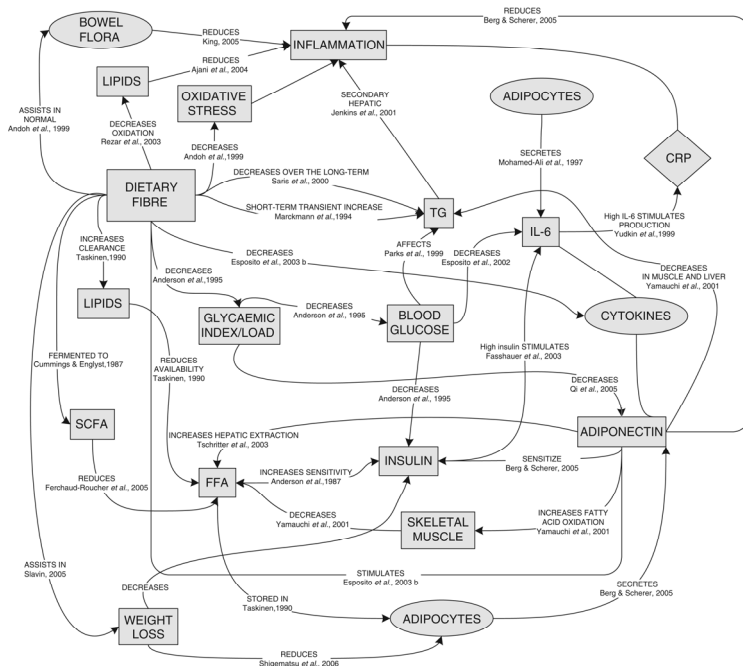 BOWEL
FLORA
REDUCES
King, 2005
REDUCES
Berg & Scherer, 2005
INFLAMMATION
LIPIDS
REDUCES
Ajani et al., 2004
OXIDATIVE
STRESS
ADIPOCYTES
ASSISTS IN
NORMAL
Andoh et al., 1999
DECREASES
OXIDATION
Rezar et al., 2003
DECREASES
Andoh et al.,1999
SECONDARY
HEPATIC
Jenkins et al., 2001
SECRETES
Mohamed-Ali et al., 1997
CRP
DIETARY
FIBRE
DECREASES OVER THE LONG-TERM
Saris et al., 2000
SHORT-TERM TRANSIENT INCREASE
Marckmann et al., 1994
TG
IL-6
High IL-6 STIMULATES
PRODUCTION
Yudkin et al., 1999
INCREASES
CLEARANCE
Taskinen,1990
DECREASES
Esposito et al., 2003 b
AFFECTS
Parks et al., 1999
DECREASES
Esposito et al., 2002
DECREASES
IN MUSCLE AND LIVER
Yamauchi et al., 2001
DECREASES
Anderson et al.,1995
LIPIDS
GLYCAEMIC
INDEX/LOAD
DECREASES
Anderson et al., 1996
BLOOD
GLUCOSE
CYTOKINES
FERMENTED TO
Cummings & Englyst,1987
REDUCES
AVAILABILITY
Taskinen, 1990
High insulin STIMULATES
Fasshauer et al., 2003
DECREASES
Anderson et al., 1995
DECREASES
Qi et al., 2005
SCFA
INCREASES HEPATIC EXTRACTION
Tschritter et al., 2003
ADIPONECTIN
REDUCES
Ferchaud-Roucher et al., 2005
FFA
INCREASES SENSITIVITY
Anderson et al.,1987
INSULIN
SENSITIZE
Berg & Scherer, 2005
DECREASES
Yamauchi et al., 2001
SKELETAL
MUSCLE
INCREASES FATTY
ACID OXIDATION
Yamauchi et al., 2001
ASSISTS IN
Slavin, 2005
DECREASES
STIMULATES
Esposito et al., 2003 b
SECRETES
Berg & Scherer, 2005
WEIGHT
LOSS
STORED IN
Taskinen,1990
ADIPOCYTES
REDUCES
Shigematsu et al., 2006